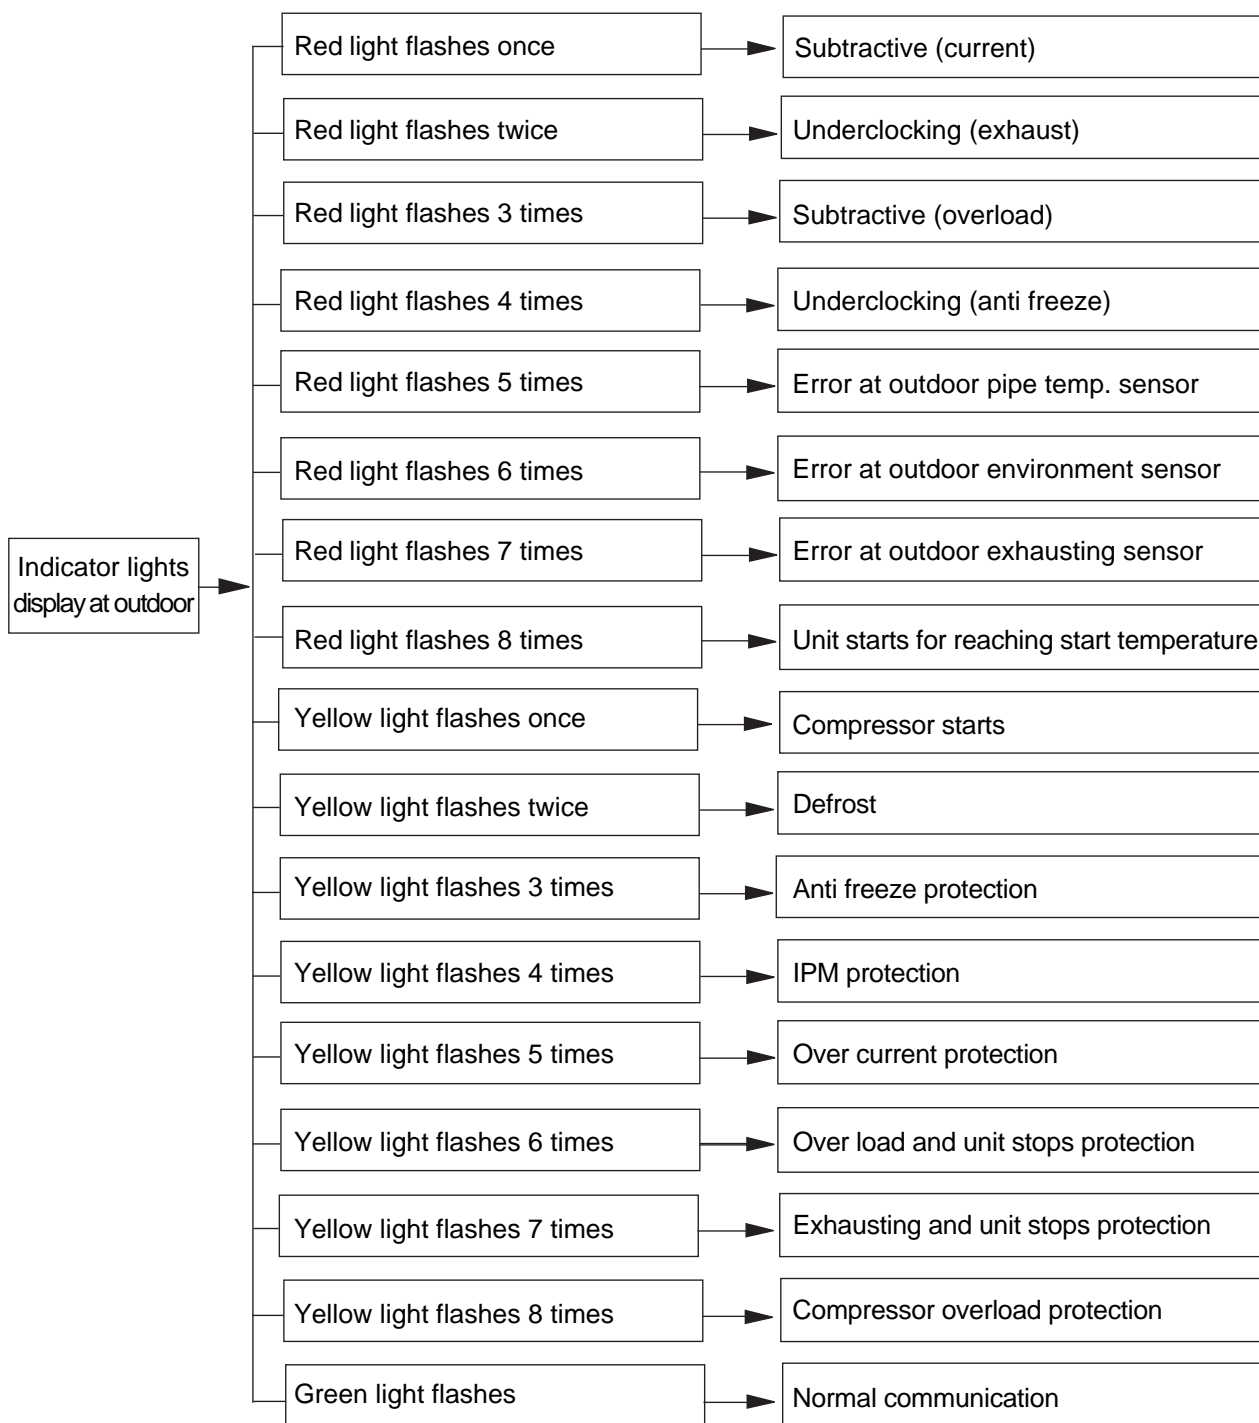 Red light flashes once
Subtractive (current)
Red light flashes twice
Underclocking (exhaust)
Red light flashes 3 times
Subtractive (overload)
Red light flashes 4 times
Underclocking (anti freeze)
Red light flashes 5 times
Error at outdoor pipe temp. sensor
Red light flashes 6 times
Error at outdoor environment sensor
Red light flashes 7 times
Error at outdoor exhausting sensor
Indicator lights
display at outdoor
Red light flashes 8 times
Unit starts for reaching start temperature
Yellow light flashes once
Compressor starts
Yellow light flashes twice
Defrost
Yellow light flashes 3 times
Anti freeze protection
Yellow light flashes 4 times
IPM protection
Yellow light flashes 5 times
Over current protection
Yellow light flashes 6 times
Over load and unit stops protection
Yellow light flashes 7 times
Exhausting and unit stops protection
Yellow light flashes 8 times
Compressor overload protection
Green light flashes
Normal communication